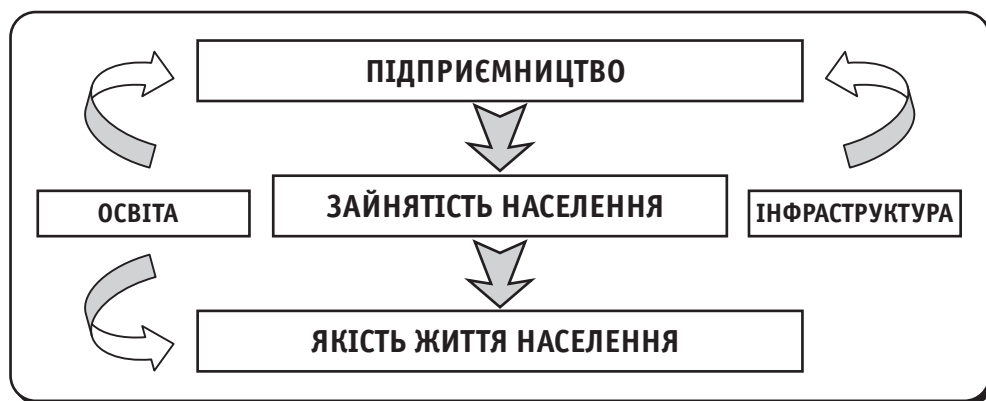 ПІДПРИЄМНИЦТВО
ОСВІТА
ЗАЙНЯТІСТЬ НАСЕЛЕННЯ
ІНФРАСТРУКТУРА
ЯКІСТЬ ЖИТТЯ НАСЕЛЕННЯ